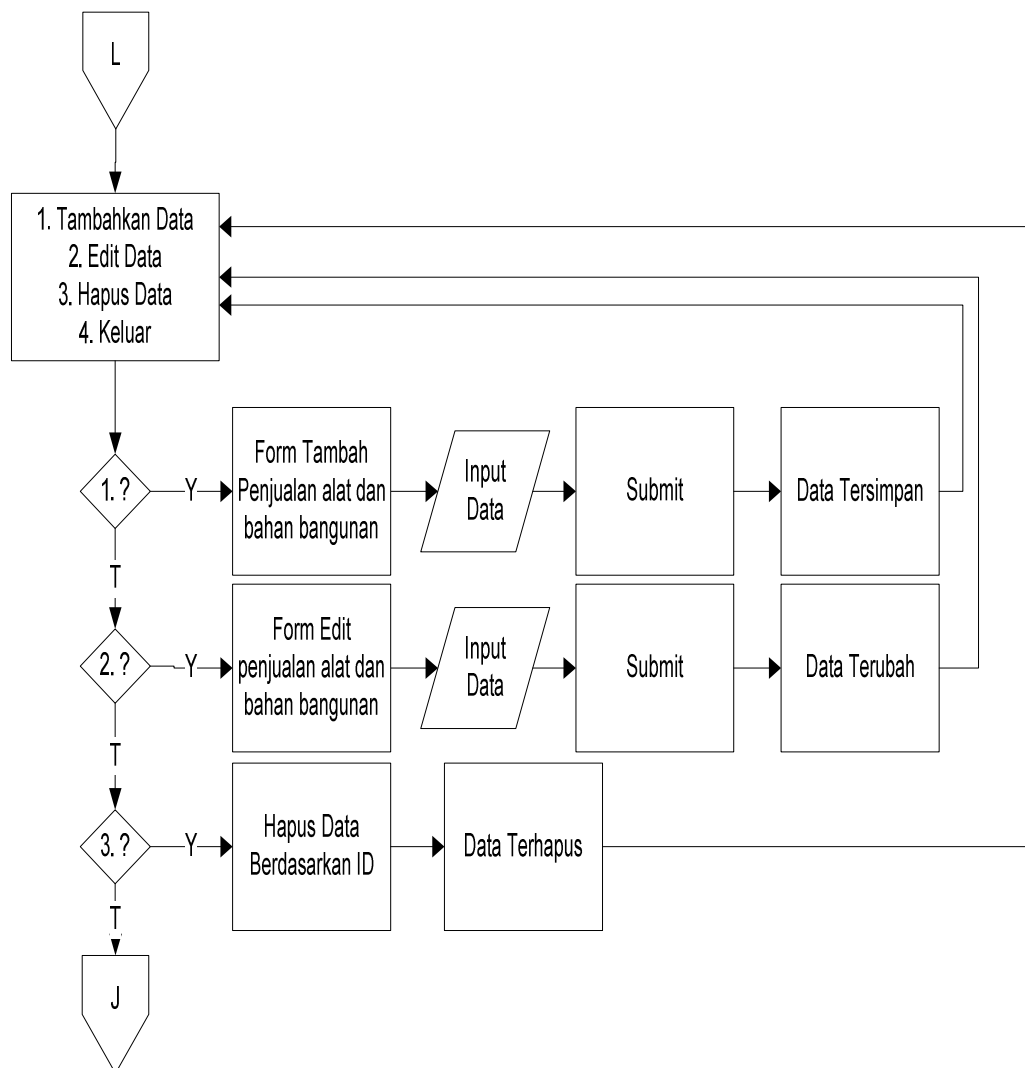 L
1. Tambahkan Data
2. Edit Data
3. Hapus Data
4. Keluar
1. ?
Y
Form Tambah
Penjualan alat dan
bahan bangunan
Input
Data
Submit
Data Tersimpan
T
2. ?
Y
Form Edit
penjualan alat dan
bahan bangunan
Input
Data
Submit
Data Terubah
T
3. ?
Y
Hapus Data
Berdasarkan ID
Data Terhapus
T
J